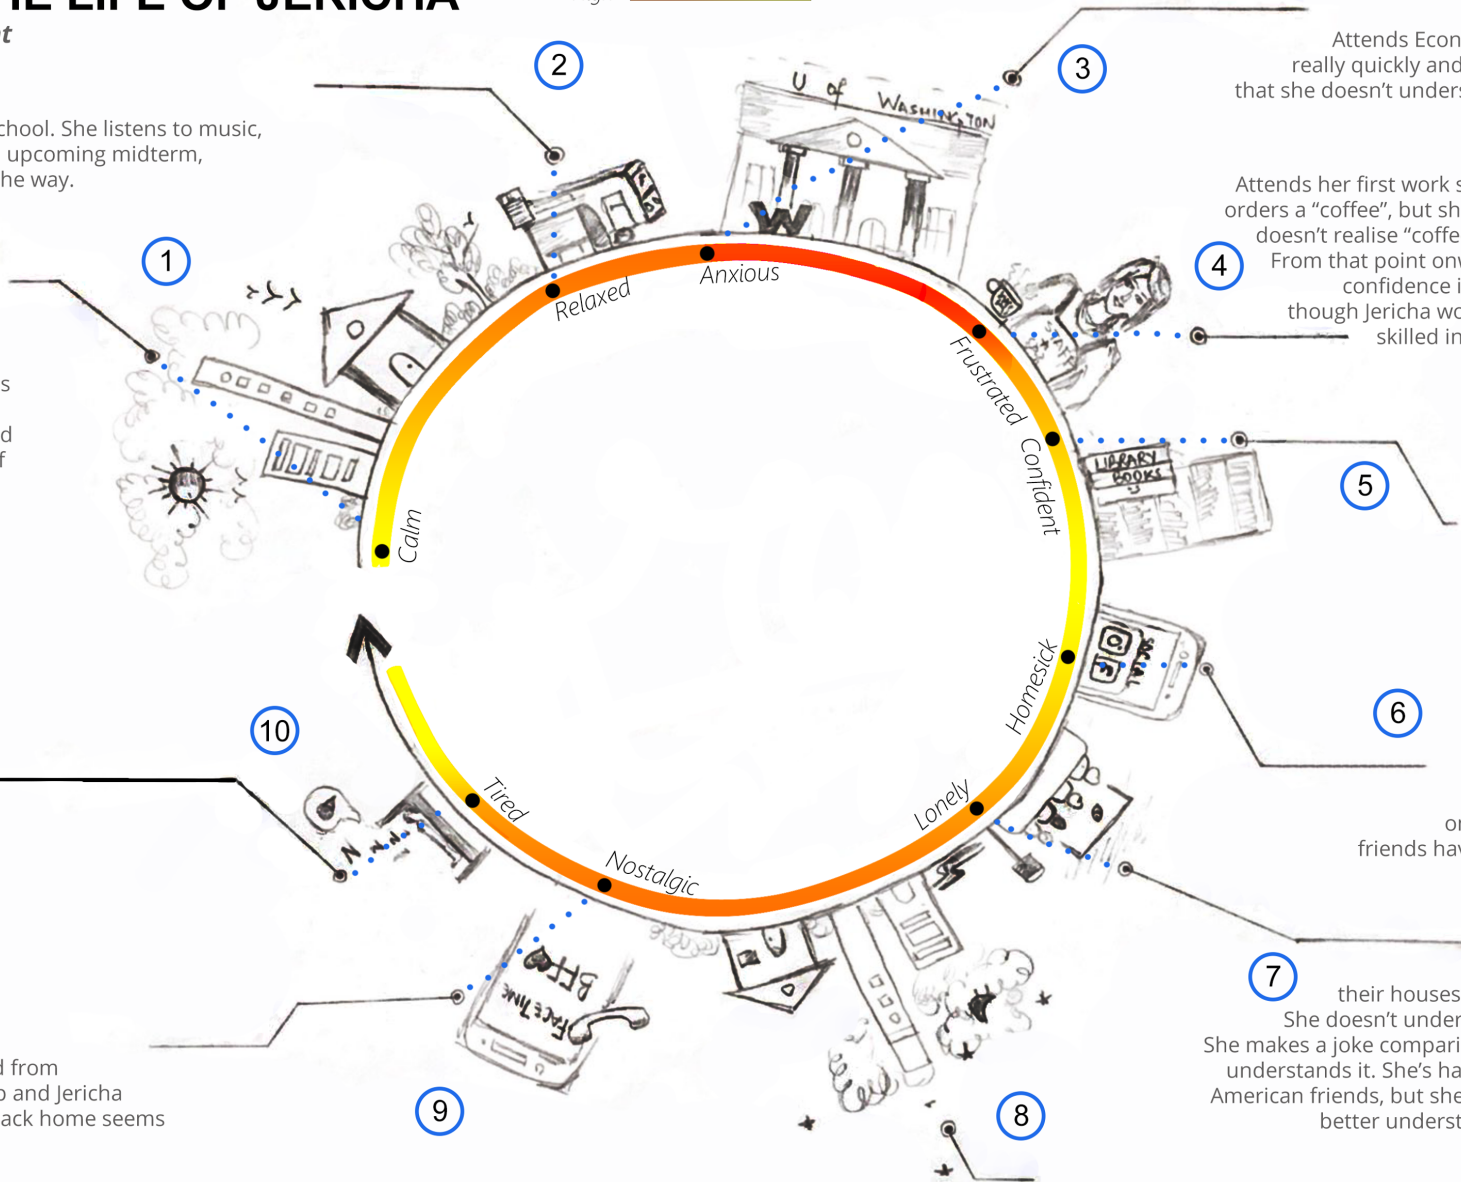 THE LIFE OF JERICHA
2
3
Attends Econ
really quickly and
that she doesn't unders
chool. She listens to music,
upcoming midterm,
he way.
U of WASHINGTON
W
Attends her first work s
orders a "coffee", but sh
doesn't realise "coffe
From that point onw
confidence i
though Jericha wo
skilled in
1
4
Relaxed
Anxious
Frustrated
s
d
f
Confident
LIBRARY
BOOKS
5
Calm
SOCIAL
6
Homesick
10
Tired
Lonely
or
friends hav
Nostalgic
N
BFF
FACETIME
7
their houses
She doesn't under
She makes a joke compari
understands it. She's ha
American friends, but she
better underst
d from
o and Jericha
ack home seems
9
8